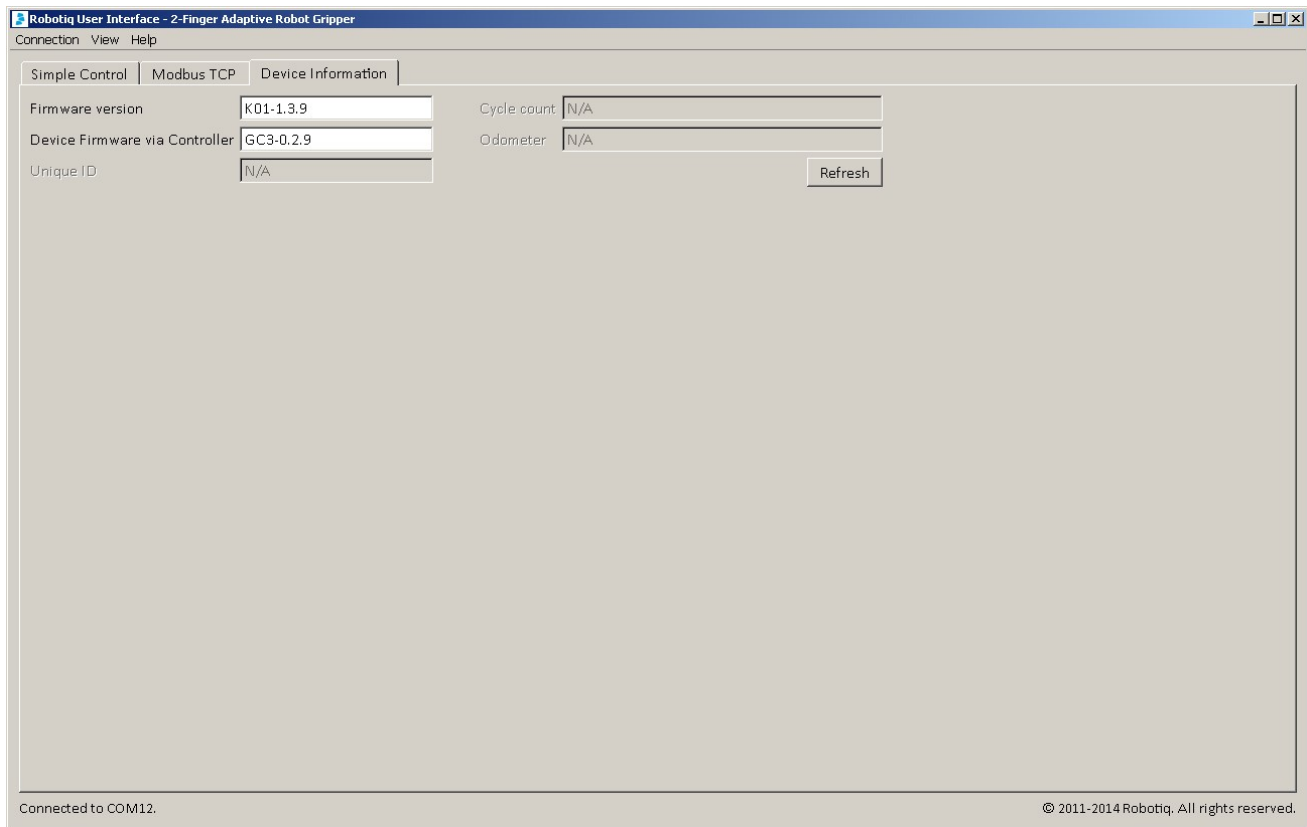 Robotiq User Interface - 2-Finger Adaptive Robot Gripper
Connection View Help
Simple Control Modbus TCP Device Information
Firmware version K01-1.3.9 Cycle count N/A
Device Firmware via Controller GC3-0.2.9 Odometer N/A
Unique ID N/A Refresh
Connected to COM12. © 2011-2014 Robotiq. All rights reserved.